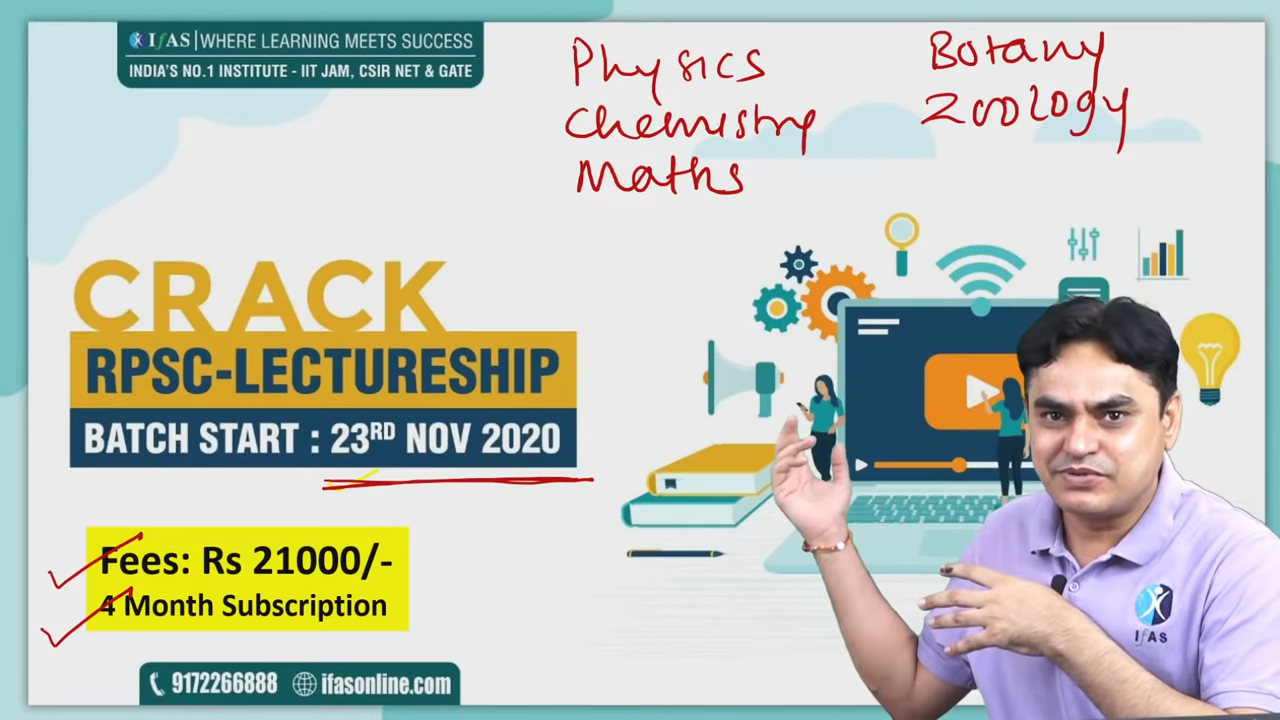 IfAS | WHERE LEARNING MEETS SUCCESS
INDIA'S NO.1 INSTITUTE - IIT JAM, CSIR NET & GATE
Physics
Chemistry
Maths
Botany
Zoology
CRACK
RPSC-LECTURESHIP
BATCH START : 23RD NOV 2020
Fees: Rs 21000/-
4 Month Subscription
9172266888 ifasonline.com
IfAS